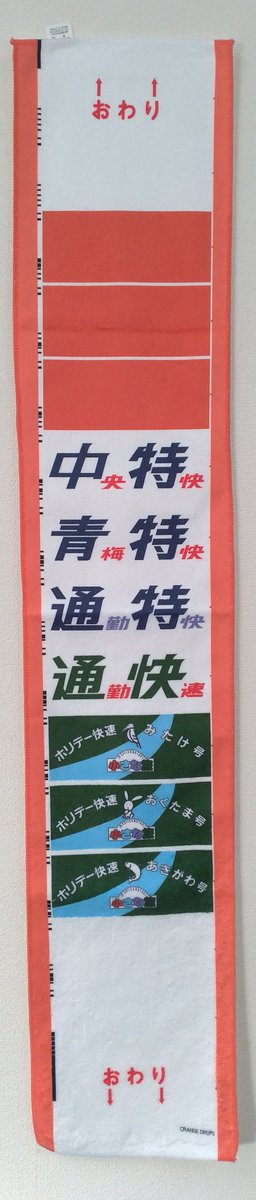 おわり
中央特快
青梅特快
通勤特快
通勤快速
ホリデー快速 みたけ号
ホリデー快速 おくたま号
ホリデー快速 あきがわ号
おわり
ORANGE DROPS